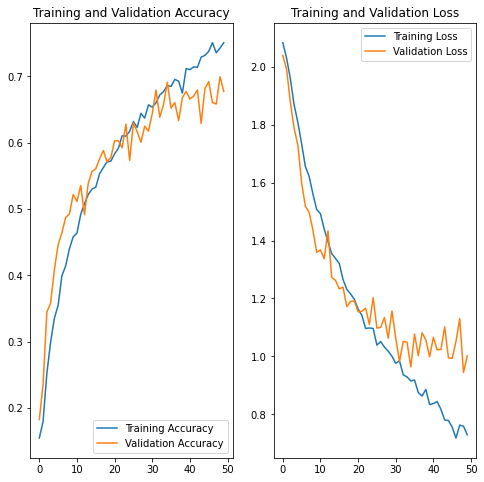 Training and Validation Accuracy
0.7
0.6
0.5
0.4
0.3
0.2
Training Accuracy
Validation Accuracy
0 10 20 30 40 50
Training and Validation Loss
Training Loss
Validation Loss
2.0
1.8
1.6
1.4
1.2
1.0
0.8
0 10 20 30 40 50